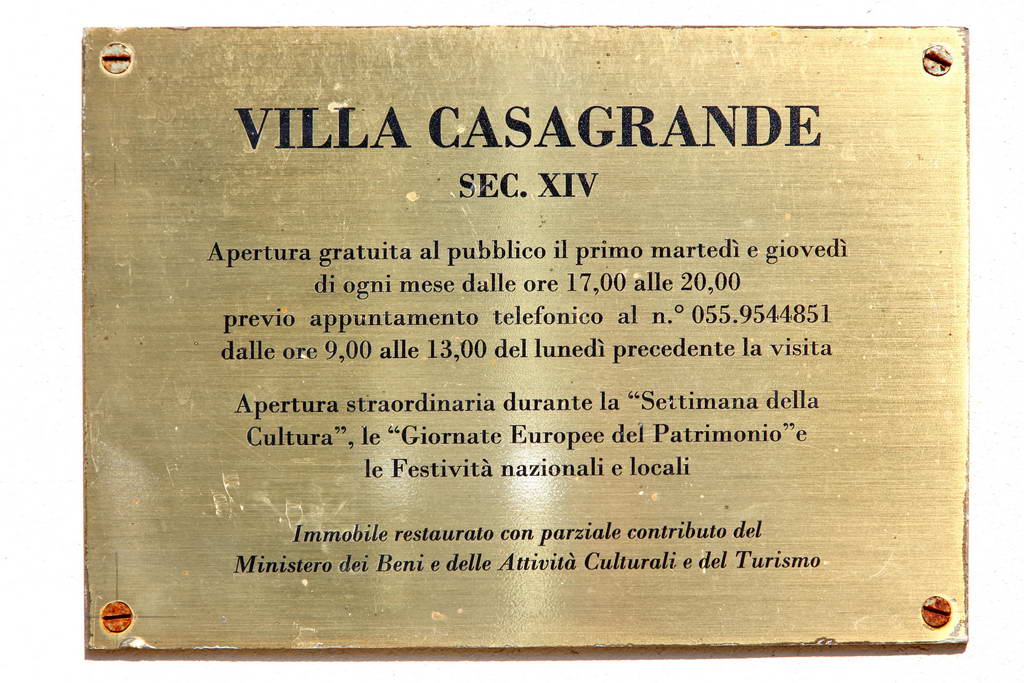 VILLA CASAGRANDE
SEC. XIV
Apertura gratuita al pubblico il primo martedì e giovedì
di ogni mese dalle ore 17,00 alle 20,00
previo appuntamento telefonico al n.° 055.9544851
dalle ore 9,00 alle 13,00 del lunedì precedente la visita
Apertura straordinaria durante la “Settimana della
Cultura”, le “Giornate Europee del Patrimonio”e
le Festività nazionali e locali
Immobile restaurato con parziale contributo del
Ministero dei Beni e delle Attività Culturali e del Turismo